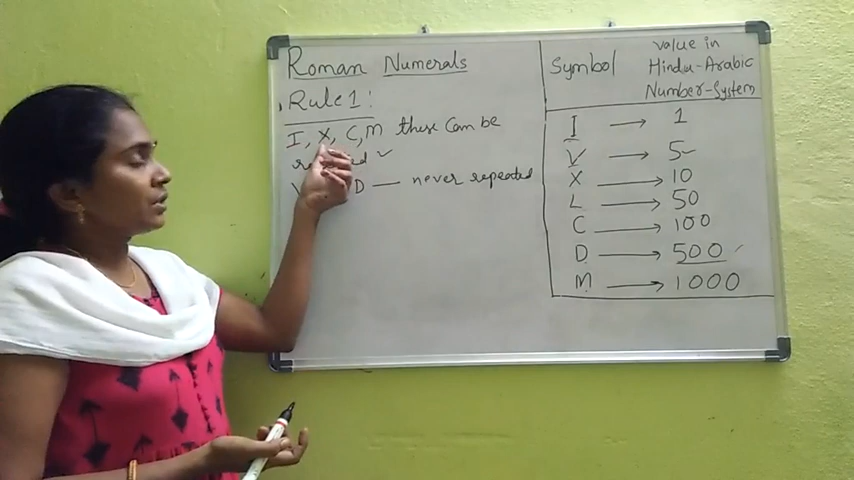 Roman Numerals
Rule 1:
I, X, C, M these can be
D — never repeated
Symbol
value in
Hindu-Arabic
Number-System
I → 1
V → 5
X → 10
L → 50
C → 100
D → 500
M → 1000